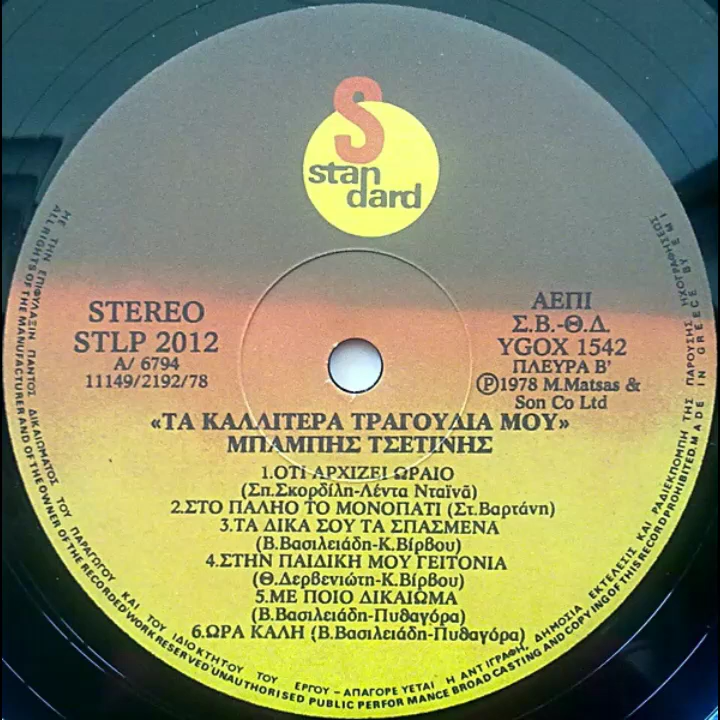 S
stan
dard
STEREO
STLP 2012
A/ 6794
11149/2192/78
ΑΕΠΙ
Σ.Β.-Θ.Δ.
YGOX 1542
ΠΛΕΥΡΑ Β'
Ⓟ1978 M.Matsas &
Son Co Ltd
«ΤΑ ΚΑΛΛΙΤΕΡΑ ΤΡΑΓΟΥΔΙΑ ΜΟΥ»
ΜΠΑΜΠΗΣ ΤΣΕΤΙΝΗΣ
1.ΟΤΙ ΑΡΧΙΖΕΙ ΩΡΑΙΟ
(Σπ.Σκορδίλη-Λέντα Νταϊνᾶ)
2.ΣΤΟ ΠΑΛΗΟ ΤΟ ΜΟΝΟΠΑΤΙ (Στ.Βαρτάνη)
3.ΤΑ ΔΙΚΑ ΣΟΥ ΤΑ ΣΠΑΣΜΕΝΑ
(Β.Βασιλειάδη-Κ.Βίρβου)
4.ΣΤΗΝ ΠΑΙΔΙΚΗ ΜΟΥ ΓΕΙΤΟΝΙΑ
(Θ.Δερβενιώτη-Κ.Βίρβου)
5.ΜΕ ΠΟΙΟ ΔΙΚΑΙΩΜΑ
(Β.Βασιλειάδη-Πυθαγόρα)
6.ΩΡΑ ΚΑΛΗ (Β.Βασιλειάδη-Πυθαγόρα)
ΜΕ ΤΗΝ ΕΠΙΦΥΛΑΞΙΝ ΠΑΝΤΟΣ ΔΙΚΑΙΩΜΑΤΟΣ ΤΟΥ ΠΑΡΑΓΩΓΟΥ ΚΑΙ ΤΟΥ ΙΔΙΟΚΤΗΤΟΥ ΤΟΥ ΕΡΓΟΥ - ΑΠΑΓΟΡΕΥΕΤΑΙ Η ΑΝΤΙΓΡΑΦΗ, ΔΗΜΟΣΙΑ ΕΚΤΕΛΕΣΙΣ ΚΑΙ ΡΑΔΙΕΚΠΟΜΠΗ ΤΗΣ ΠΑΡΟΥΣΗΣ ΗΧΟΓΡΑΦΗΣΕΩΣ
ALL RIGHTS OF THE MANUFACTURER AND OF THE OWNER OF THE RECORDED WORK RESERVED UNAUTHORISED PUBLIC PERFORMANCE BROADCASTING AND COPYING OF THIS RECORD PROHIBITED, MADE IN GREECE BY EMI